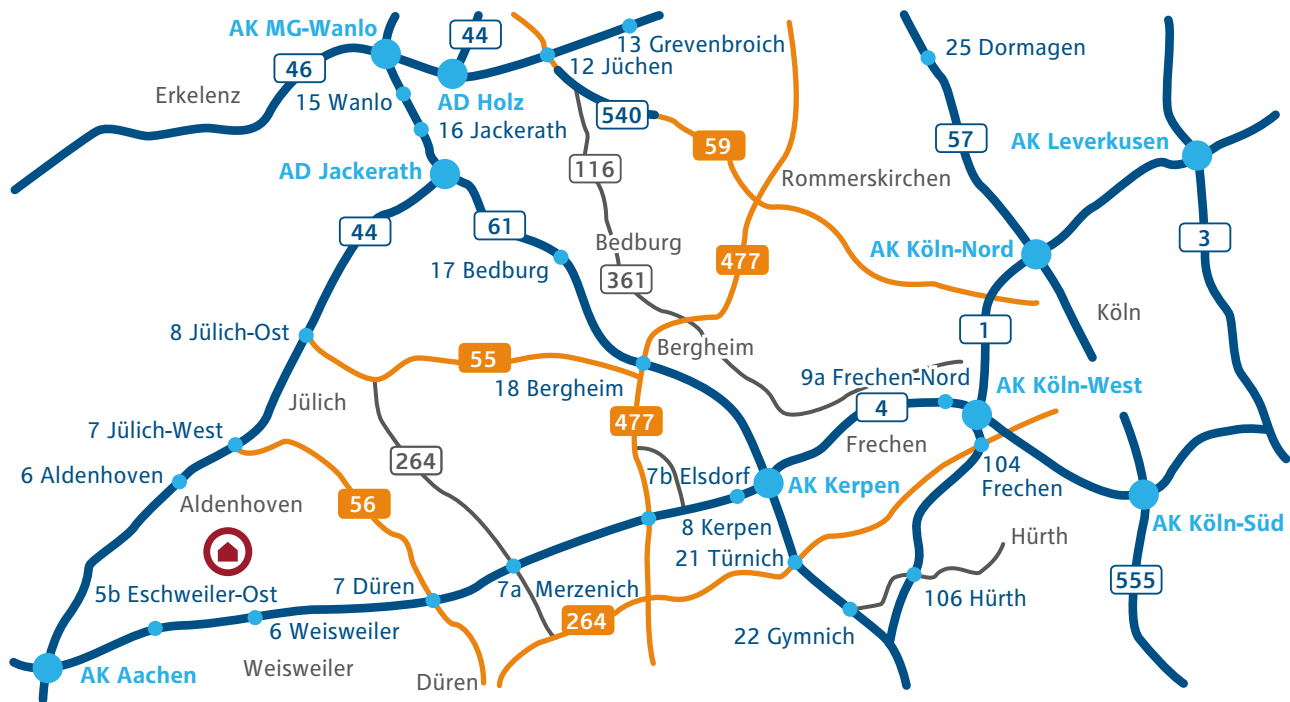 AK MG-Wanlo
44
13 Grevenbroich
25 Dormagen
46
12 Jüchen
Erkelenz
15 Wanlo
AD Holz
540
16 Jackerath
57
AK Leverkusen
59
116
AD Jackerath
Rommerskirchen
44
61
3
Bedburg
AK Köln-Nord
17 Bedburg
477
361
Köln
8 Jülich-Ost
1
Bergheim
55
18 Bergheim
9a Frechen-Nord
AK Köln-West
Jülich
4
7 Jülich-West
477
Frechen
264
6 Aldenhoven
7b Elsdorf
AK Kerpen
104
Frechen
Aldenhoven
56
8 Kerpen
AK Köln-Süd
Hürth
21 Türnich
555
5b Eschweiler-Ost
7 Düren
7a Merzenich
106 Hürth
264
6 Weisweiler
22 Gymnich
Weisweiler
AK Aachen
Düren